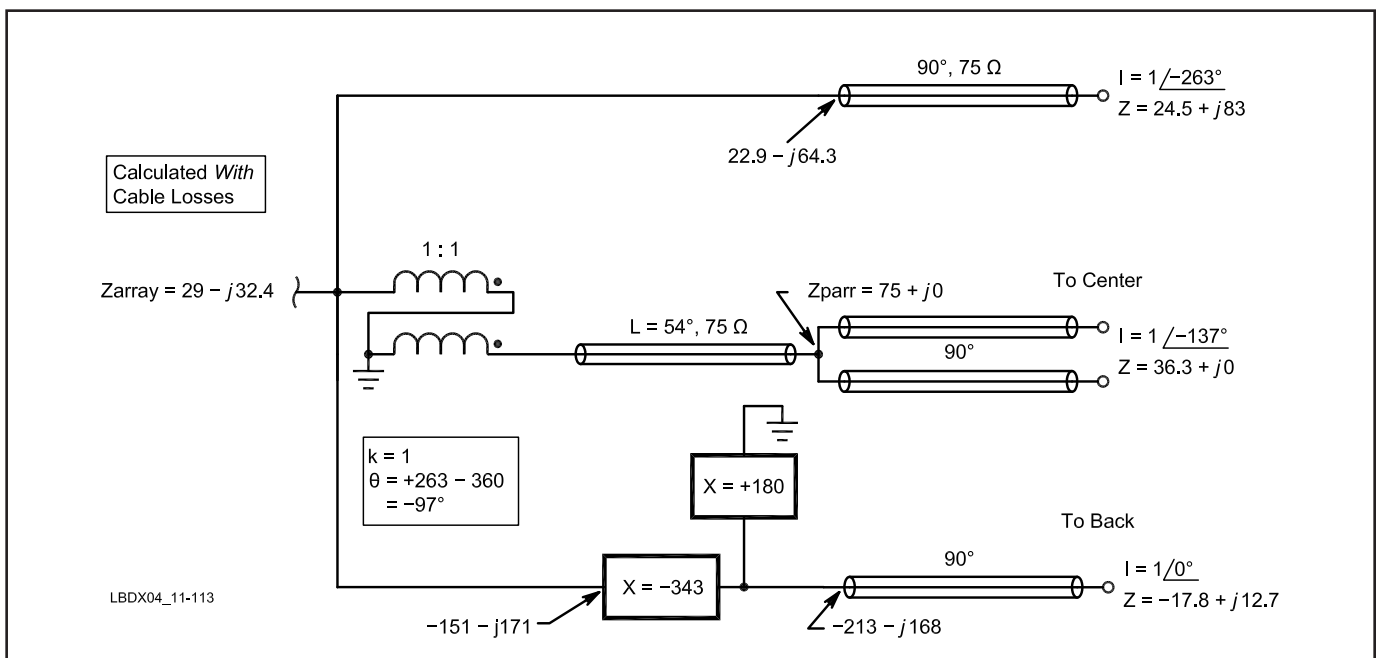 90°, 75 Ω
I = 1/−263°
Z = 24.5 + j83
22.9 − j64.3
Calculated With
Cable Losses
1 : 1
Zarray = 29 − j32.4
Zparr = 75 + j0
To Center
L = 54°, 75 Ω
90°
I = 1/−137°
Z = 36.3 + j0
k = 1
θ = +263 − 360
= −97°
X = +180
To Back
X = −343
90°
I = 1/0°
Z = −17.8 + j12.7
LBDX04_11-113
−151 − j171
−213 − j168